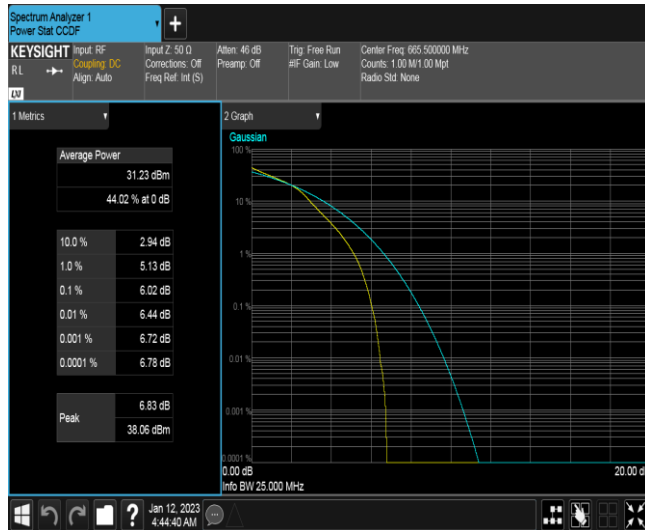 Spectrum Analyzer 1
Power Stat CCDF
KEYSIGHT
RL
LXI
Input: RF
Coupling: DC
Align: Auto
Input Z: 50 Ω
Corrections: Off
Freq Ref: Int (S)
Atten: 46 dB
Preamp: Off
Trig: Free Run
#IF Gain: Low
Center Freq: 665.500000 MHz
Counts: 1.00 M/1.00 Mpt
Radio Std: None
1 Metrics
Average Power
31.23 dBm
44.02 % at 0 dB
10.0 % 2.94 dB
1.0 % 5.13 dB
0.1 % 6.02 dB
0.01 % 6.44 dB
0.001 % 6.72 dB
0.0001 % 6.78 dB
Peak
6.83 dB
38.06 dBm
2 Graph
Gaussian
100 %
10 %
1 %
0.1 %
0.01 %
0.001 %
0.0001 %
0.00 dB
20.00 d
Info BW 25.000 MHz
?
Jan 12, 2023
4:44:40 AM